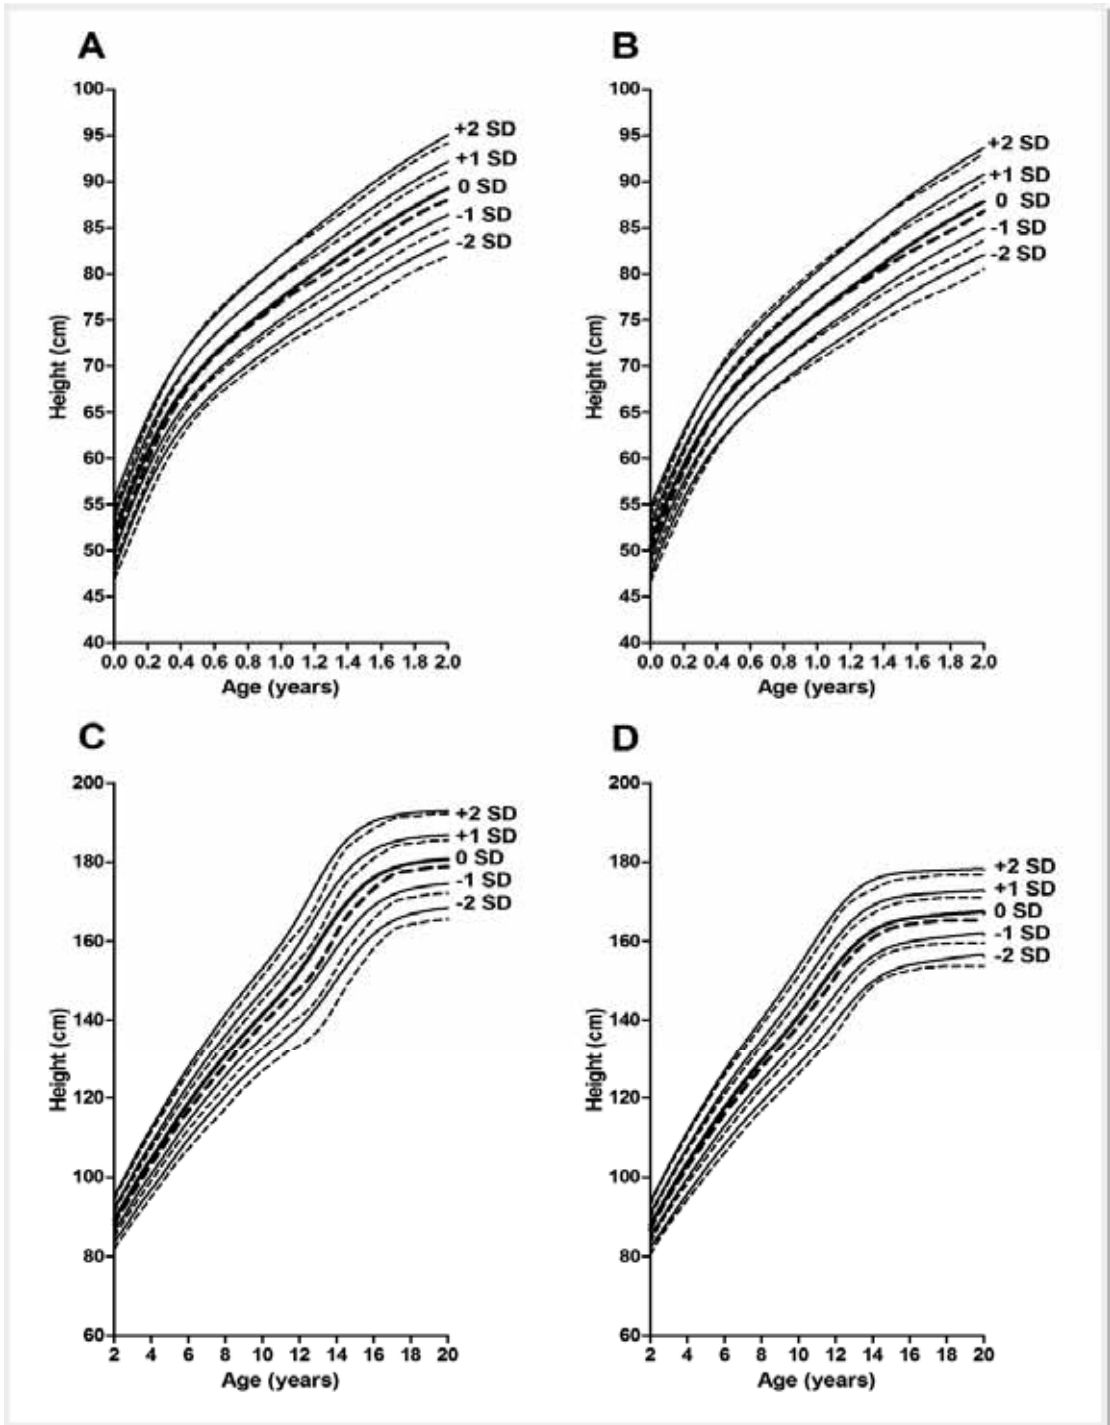 A
100
95
90
85
80
75
70
65
60
55
50
45
40
Height (cm)
+2 SD
+1 SD
0 SD
-1 SD
-2 SD
0.0 0.2 0.4 0.6 0.8 1.0 1.2 1.4 1.6 1.8 2.0
Age (years)
B
100
95
90
85
80
75
70
65
60
55
50
45
40
Height (cm)
+2 SD
+1 SD
0 SD
-1 SD
-2 SD
0.0 0.2 0.4 0.6 0.8 1.0 1.2 1.4 1.6 1.8 2.0
Age (years)
C
200
180
160
140
120
100
80
60
Height (cm)
+2 SD
+1 SD
0 SD
-1 SD
-2 SD
2 4 6 8 10 12 14 16 18 20
Age (years)
D
200
180
160
140
120
100
80
60
Height (cm)
+2 SD
+1 SD
0 SD
-1 SD
-2 SD
2 4 6 8 10 12 14 16 18 20
Age (years)